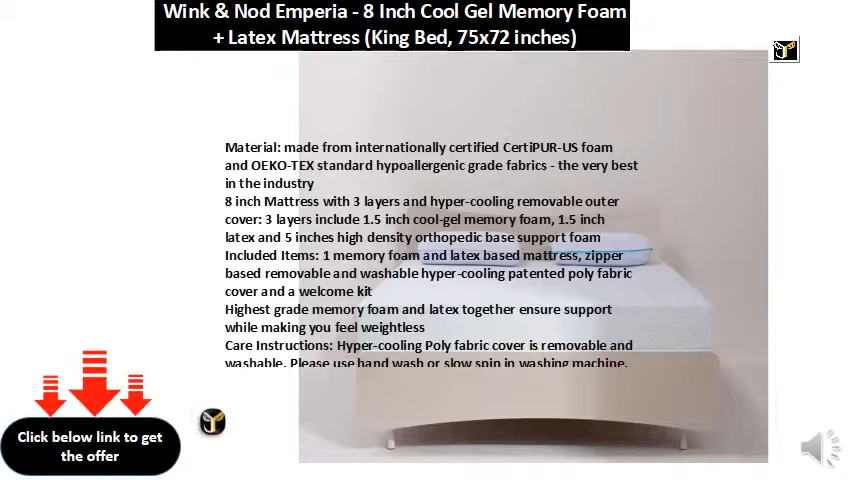 Wink & Nod Emperia - 8 Inch Cool Gel Memory Foam
+ Latex Mattress (King Bed, 75x72 inches)
Material: made from internationally certified CertiPUR-US foam
and OEKO-TEX standard hypoallergenic grade fabrics - the very best
in the industry
8 inch Mattress with 3 layers and hyper-cooling removable outer
cover: 3 layers include 1.5 inch cool-gel memory foam, 1.5 inch
latex and 5 inches high density orthopedic base support foam
Included Items: 1 memory foam and latex based mattress, zipper
based removable and washable hyper-cooling patented poly fabric
cover and a welcome kit
Highest grade memory foam and latex together ensure support
while making you feel weightless
Care Instructions: Hyper-cooling Poly fabric cover is removable and
washable. Please use hand wash or slow spin in washing machine.
Click below link to get
the offer